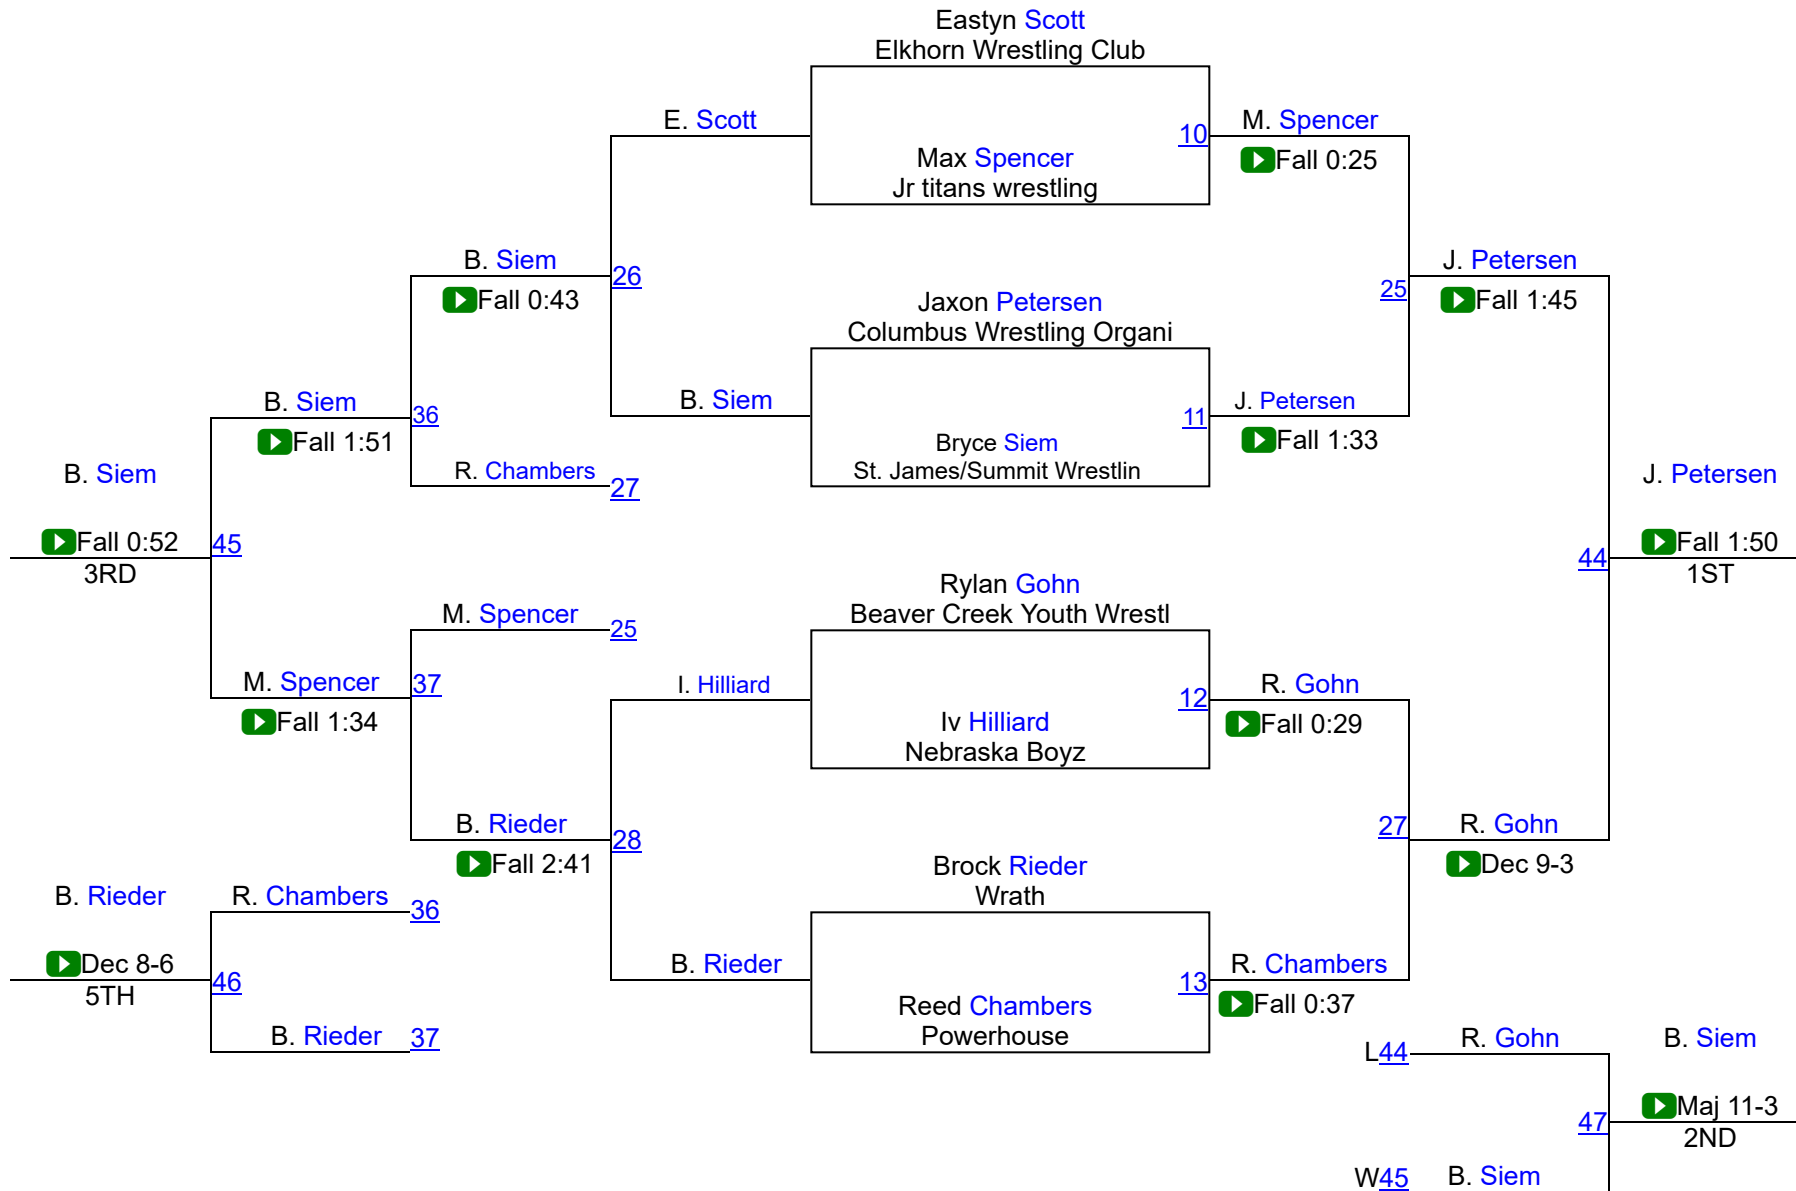 Eastyn Scott
Elkhorn Wrestling Club
E. Scott
10
M. Spencer
Fall 0:25
Max Spencer
Jr titans wrestling
B. Siem
Fall 0:43
26
J. Petersen
Fall 1:45
25
Jaxon Petersen
Columbus Wrestling Organi
B. Siem
Fall 1:51
36
B. Siem
11
J. Petersen
Fall 1:33
Bryce Siem
St. James/Summit Wrestlin
R. Chambers
27
B. Siem
Fall 0:52
3RD
45
J. Petersen
Fall 1:50
1ST
44
Rylan Gohn
Beaver Creek Youth Wrestl
M. Spencer
25
M. Spencer
Fall 1:34
37
I. Hilliard
12
R. Gohn
Fall 0:29
Iv Hilliard
Nebraska Boyz
B. Rieder
Fall 2:41
28
27
R. Gohn
Dec 9-3
Brock Rieder
Wrath
B. Rieder
R. Chambers
36
Dec 8-6
5TH
46
B. Rieder
13
R. Chambers
Fall 0:37
Reed Chambers
Powerhouse
B. Rieder
37
L44
R. Gohn
B. Siem
Maj 11-3
2ND
47
W45
B. Siem